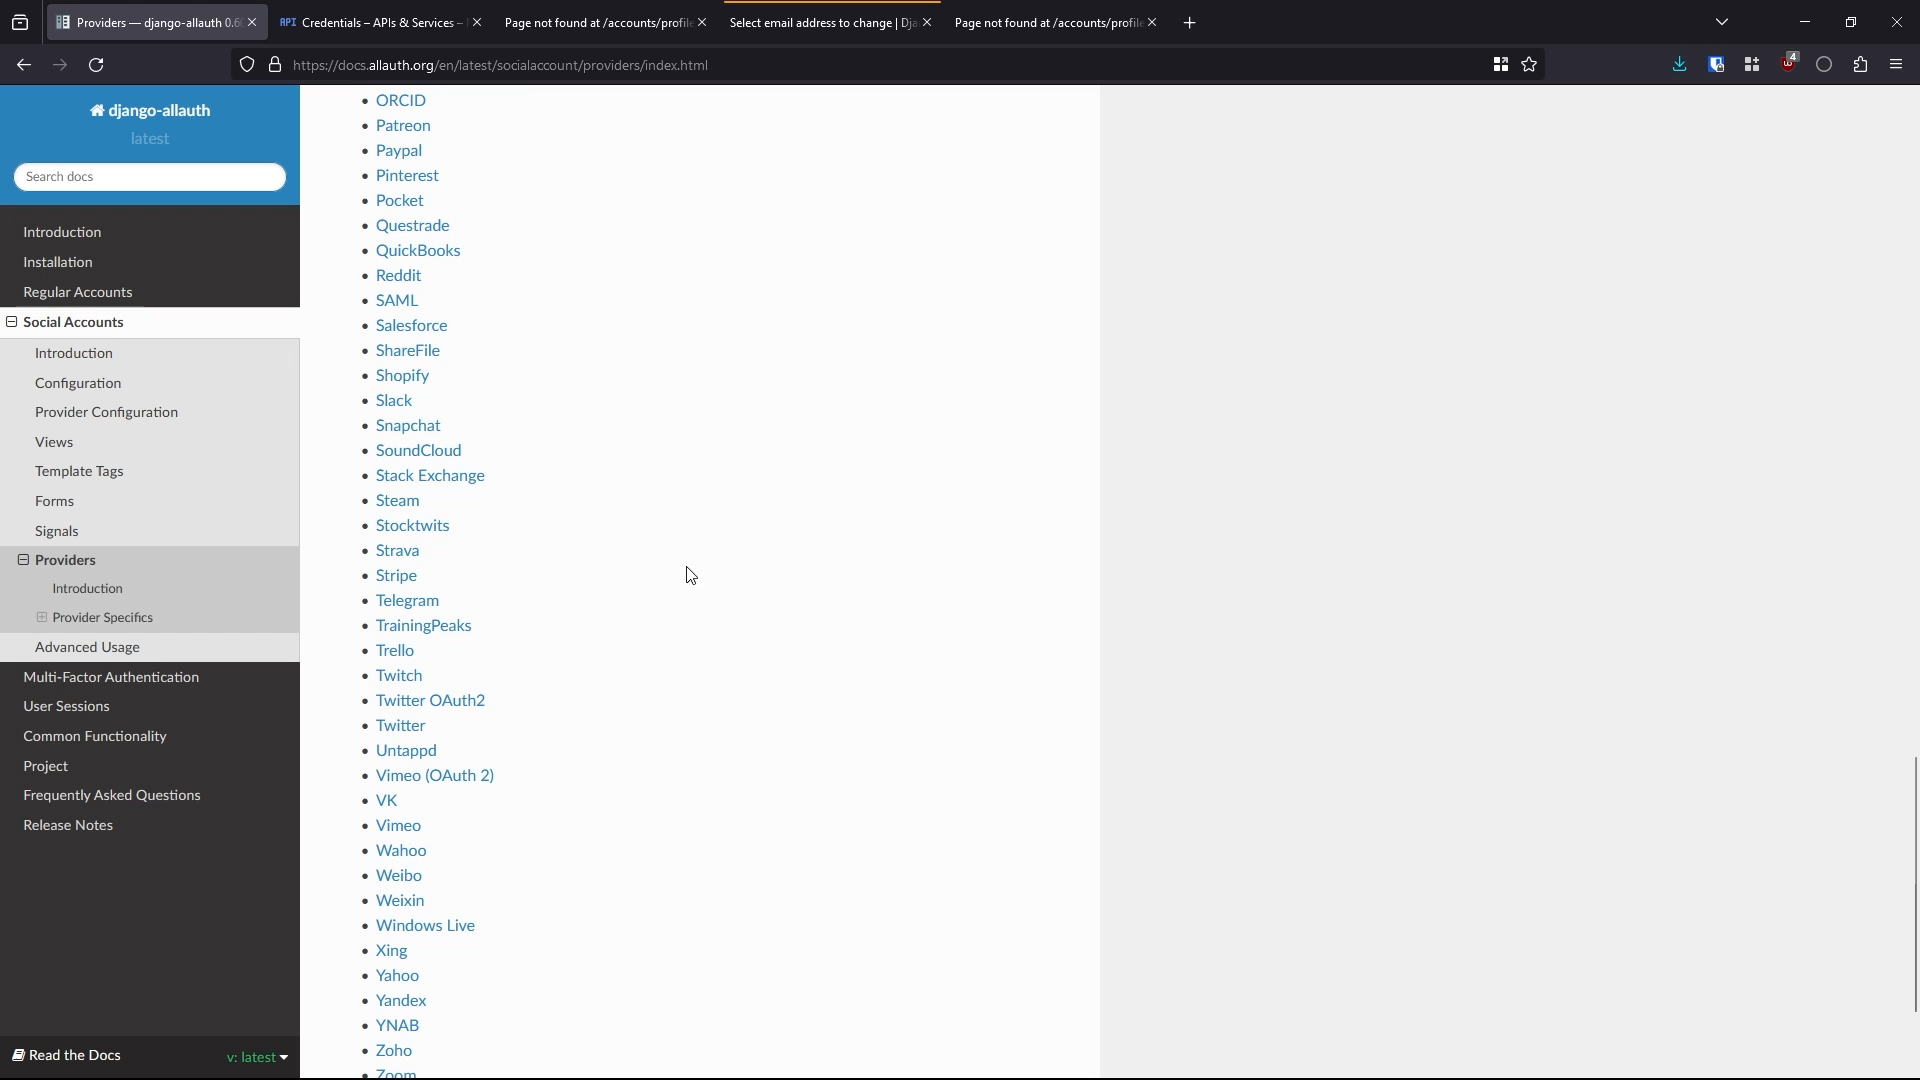 Providers — django-allauth 0.6
Credentials – APIs & Services –
Page not found at /accounts/profile
Select email address to change | Dja
Page not found at /accounts/profile
https://docs.allauth.org/en/latest/socialaccount/providers/index.html
4
django-allauth
latest
Search docs
Introduction
Installation
Regular Accounts
Social Accounts
Introduction
Configuration
Provider Configuration
Views
Template Tags
Forms
Signals
Providers
Introduction
Provider Specifics
Advanced Usage
Multi-Factor Authentication
User Sessions
Common Functionality
Project
Frequently Asked Questions
Release Notes
Read the Docs
v: latest
ORCID
Patreon
Paypal
Pinterest
Pocket
Questrade
QuickBooks
Reddit
SAML
Salesforce
ShareFile
Shopify
Slack
Snapchat
SoundCloud
Stack Exchange
Steam
Stocktwits
Strava
Stripe
Telegram
TrainingPeaks
Trello
Twitch
Twitter OAuth2
Twitter
Untappd
Vimeo (OAuth 2)
VK
Vimeo
Wahoo
Weibo
Weixin
Windows Live
Xing
Yahoo
Yandex
YNAB
Zoho
Zoom